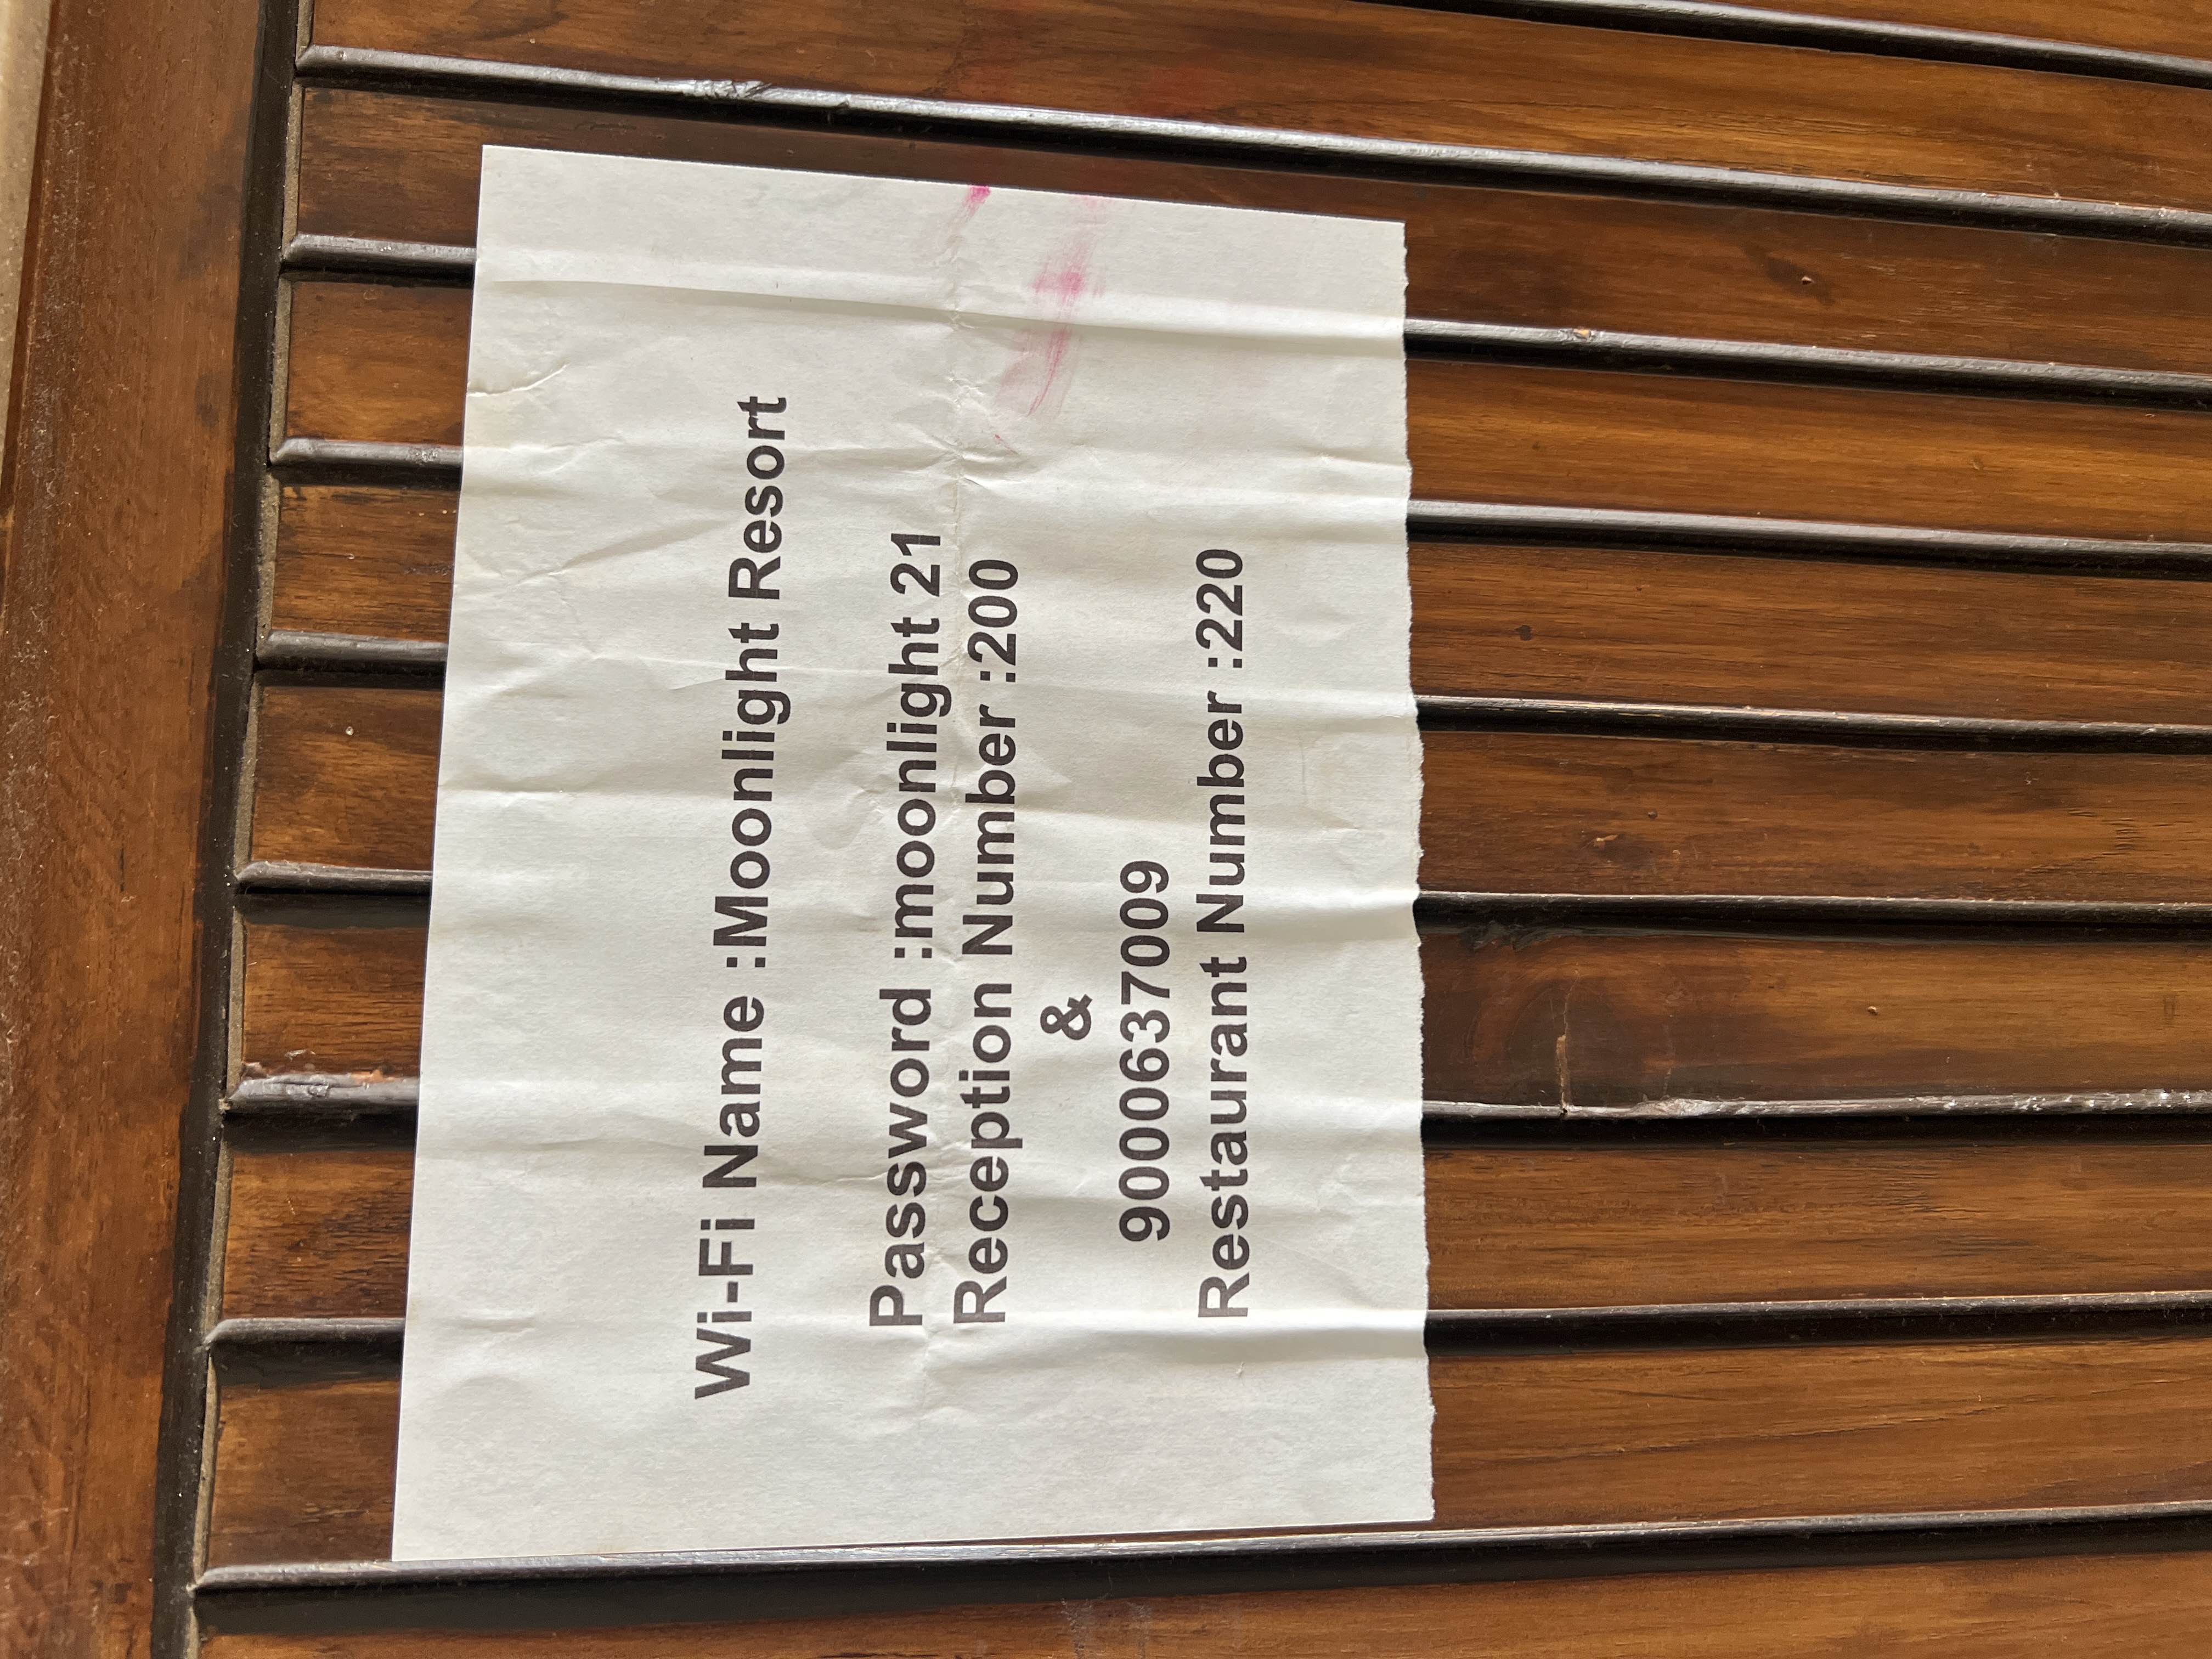 Wi-Fi Name :Moonlight Resort
Password :moonlight 21
Reception Number :200
&
9000637009
Restaurant Number :220